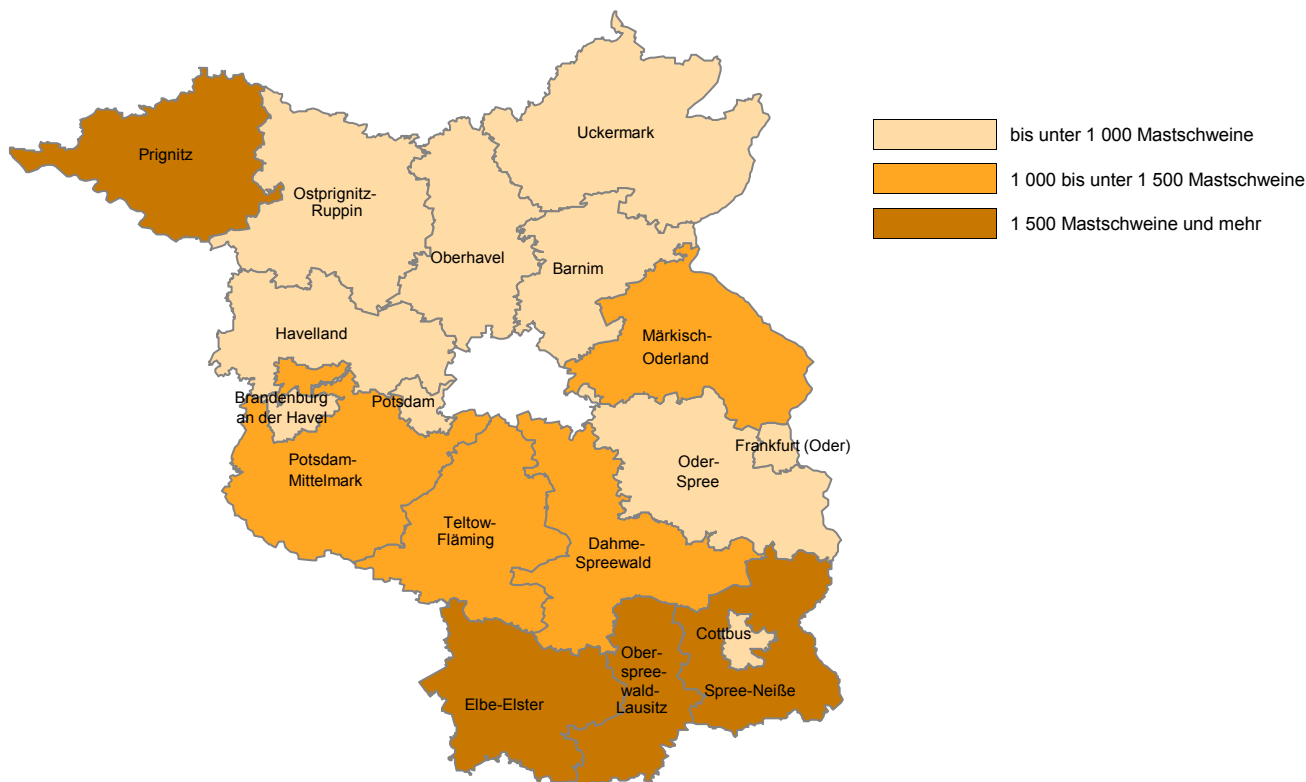 Uckermark
bis unter 1 000 Mastschweine
Prignitz
1 000 bis unter 1 500 Mastschweine
Ostprignitz-
Ruppin
1 500 Mastschweine und mehr
Oberhavel
Barnim
Havelland
Märkisch-
Oderland
Brandenburg
an der Havel
Potsdam
Frankfurt (Oder)
Potsdam-
Mittelmark
Oder-
Spree
Teltow-
Fläming
Dahme-
Spreewald
Cottbus
Ober-
spree-
wald-
Lausitz
Spree-Neiße
Elbe-Elster